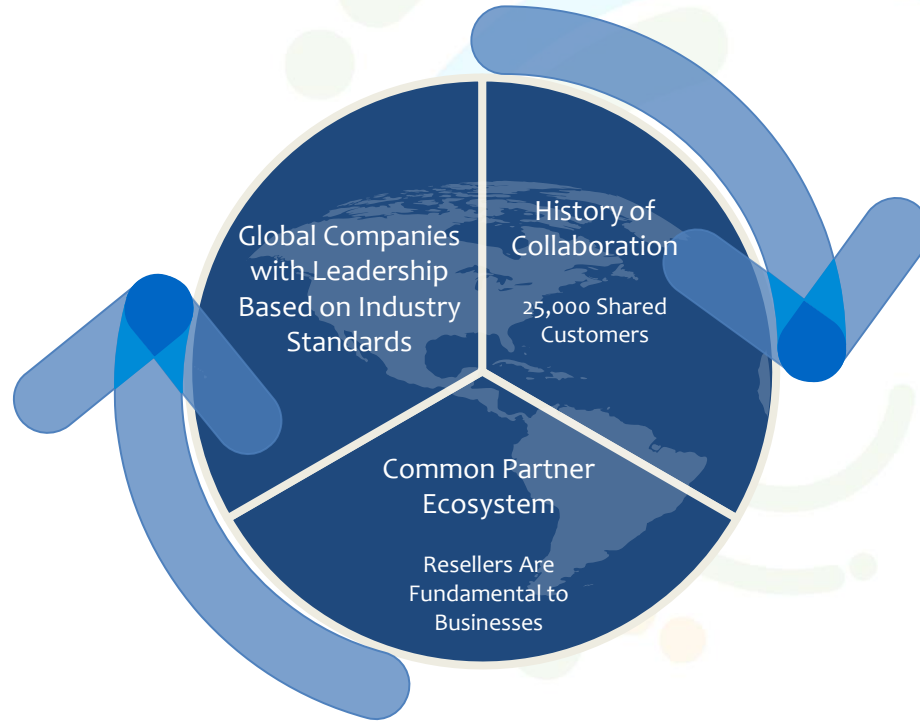 Global Companies
with Leadership
Based on Industry
Standards
History of
Collaboration
25,000 Shared
Customers
Common Partner
Ecosystem
Resellers Are
Fundamental to
Businesses